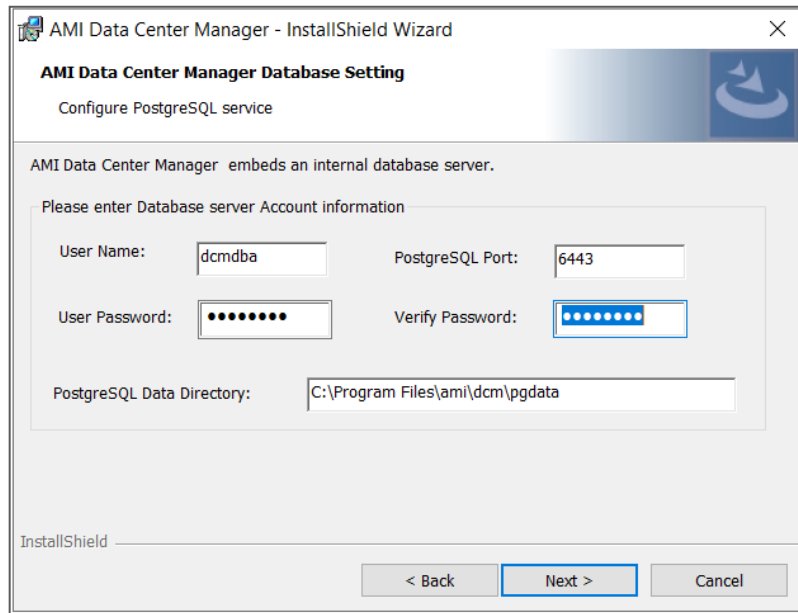 AMI Data Center Manager - InstallShield Wizard
AMI Data Center Manager Database Setting
Configure PostgreSQL service
AMI Data Center Manager embeds an internal database server.
Please enter Database server Account information
User Name: dcmdba PostgreSQL Port: 6443
User Password: •••••••• Verify Password: ••••••••
PostgreSQL Data Directory: C:\Program Files\ami\dcm\pgdata
InstallShield
< Back Next > Cancel